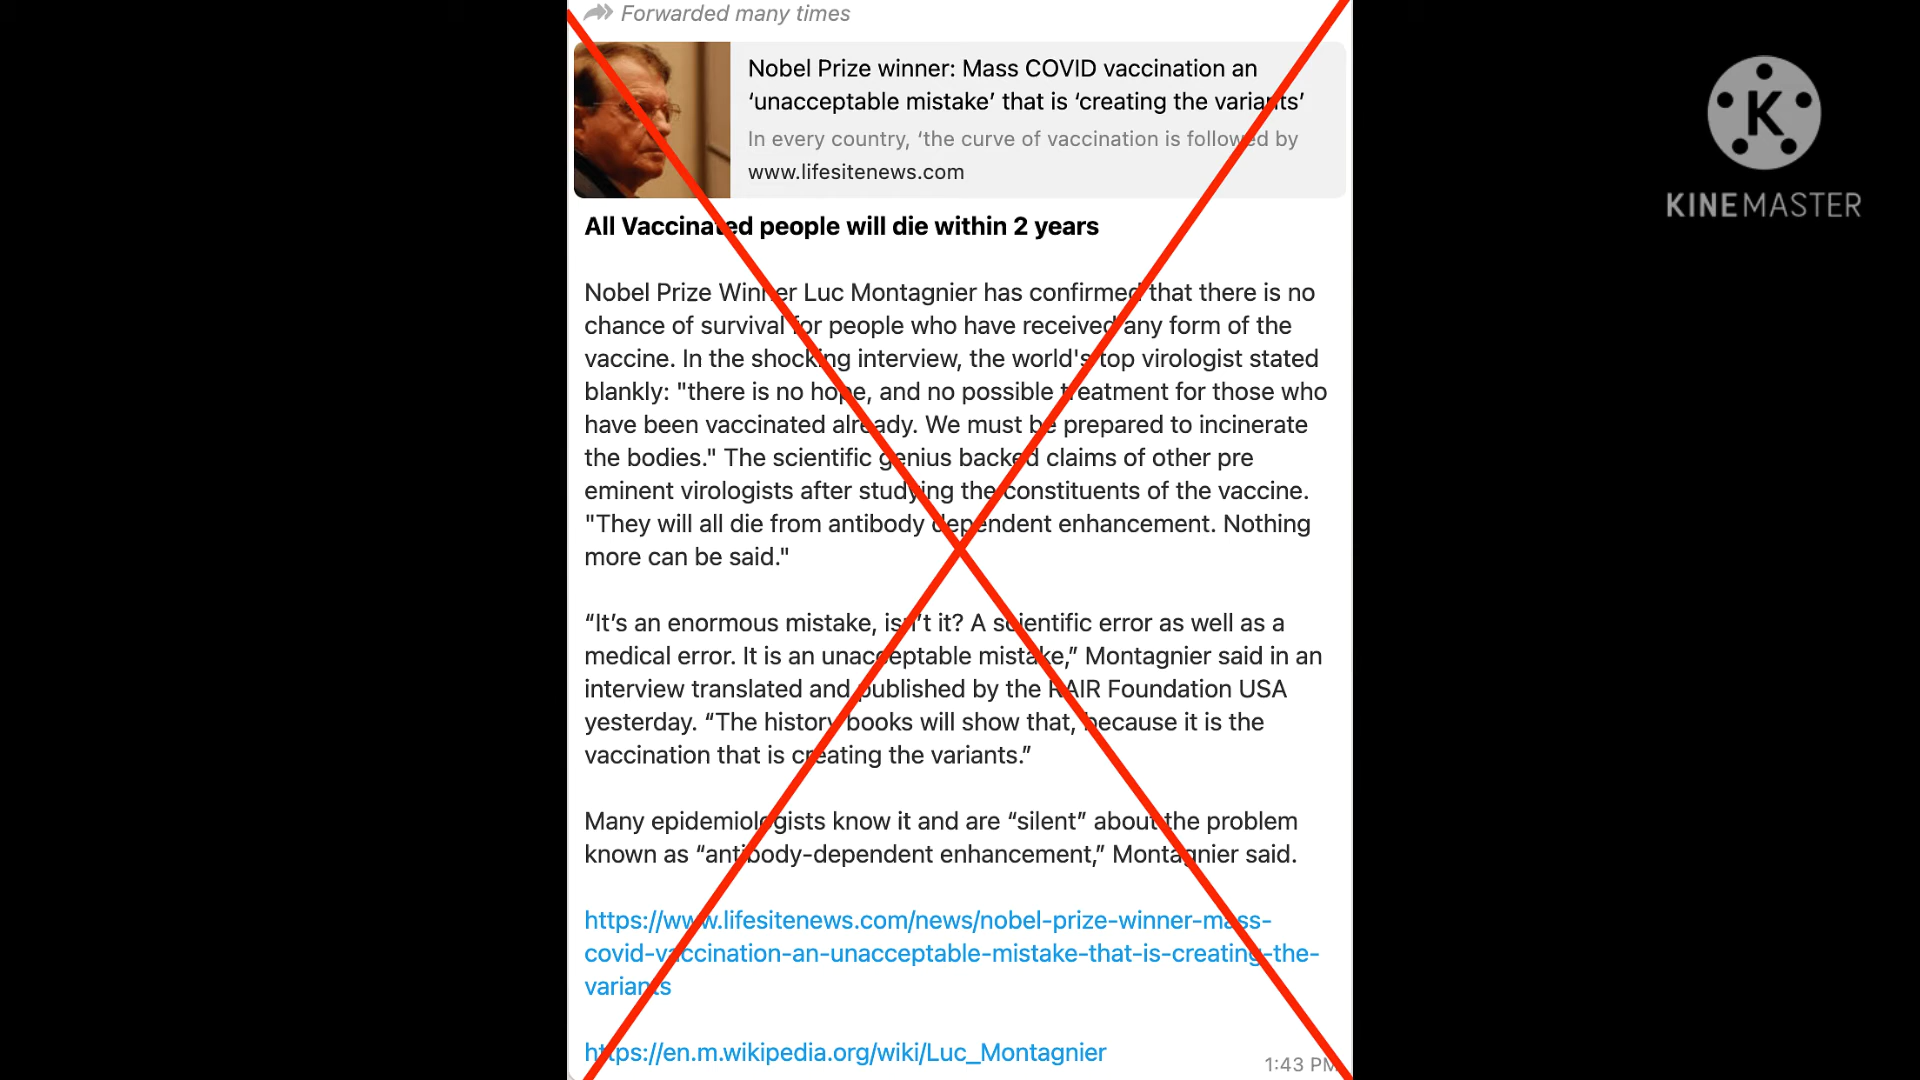 Forwarded many times
Nobel Prize winner: Mass COVID vaccination an
‘unacceptable mistake’ that is ‘creating the variants’
In every country, ‘the curve of vaccination is followed by
www.lifesitenews.com
All Vaccinated people will die within 2 years
Nobel Prize Winner Luc Montagnier has confirmed that there is no
chance of survival for people who have received any form of the
vaccine. In the shocking interview, the world's top virologist stated
blankly: "there is no hope, and no possible treatment for those who
have been vaccinated already. We must be prepared to incinerate
the bodies." The scientific genius backed claims of other pre
eminent virologists after studying the constituents of the vaccine.
"They will all die from antibody dependent enhancement. Nothing
more can be said."
“It’s an enormous mistake, isn’t it? A scientific error as well as a
medical error. It is an unacceptable mistake,” Montagnier said in an
interview translated and published by the RAIR Foundation USA
yesterday. “The history books will show that, because it is the
vaccination that is creating the variants.”
Many epidemiologists know it and are “silent” about the problem
known as “antibody-dependent enhancement,” Montagnier said.
https://www.lifesitenews.com/news/nobel-prize-winner-mass-
covid-vaccination-an-unacceptable-mistake-that-is-creating-the-
variants
https://en.m.wikipedia.org/wiki/Luc_Montagnier
1:43 PM
K
KINEMASTER